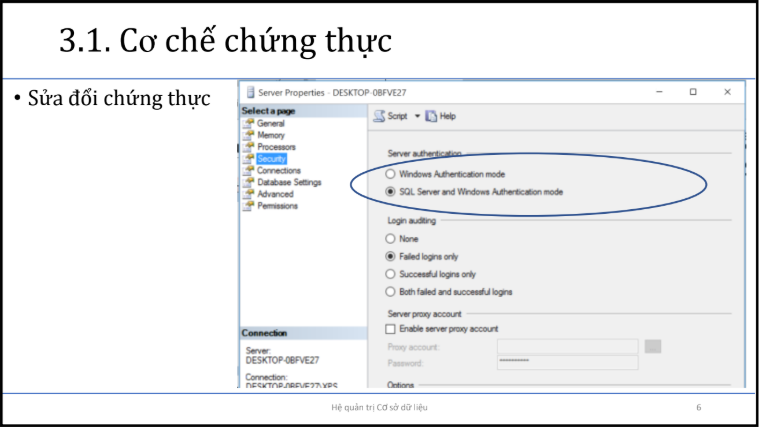 3.1. Cơ chế chứng thực
• Sửa đổi chứng thực
Server Properties - DESKTOP-0BFVE27
Select a page
General
Memory
Processors
Security
Connections
Database Settings
Advanced
Permissions
Script
Help
Server authentication
Windows Authentication mode
SQL Server and Windows Authentication mode
Login auditing
None
Failed logins only
Successful logins only
Both failed and successful logins
Server proxy account
Enable server proxy account
Proxy account:
...
Password:
Options
Connection
Server:
DESKTOP-0BFVE27
Connection:
DESKTOP-0BFVE27\XPS
Hệ quản trị Cơ sở dữ liệu
6